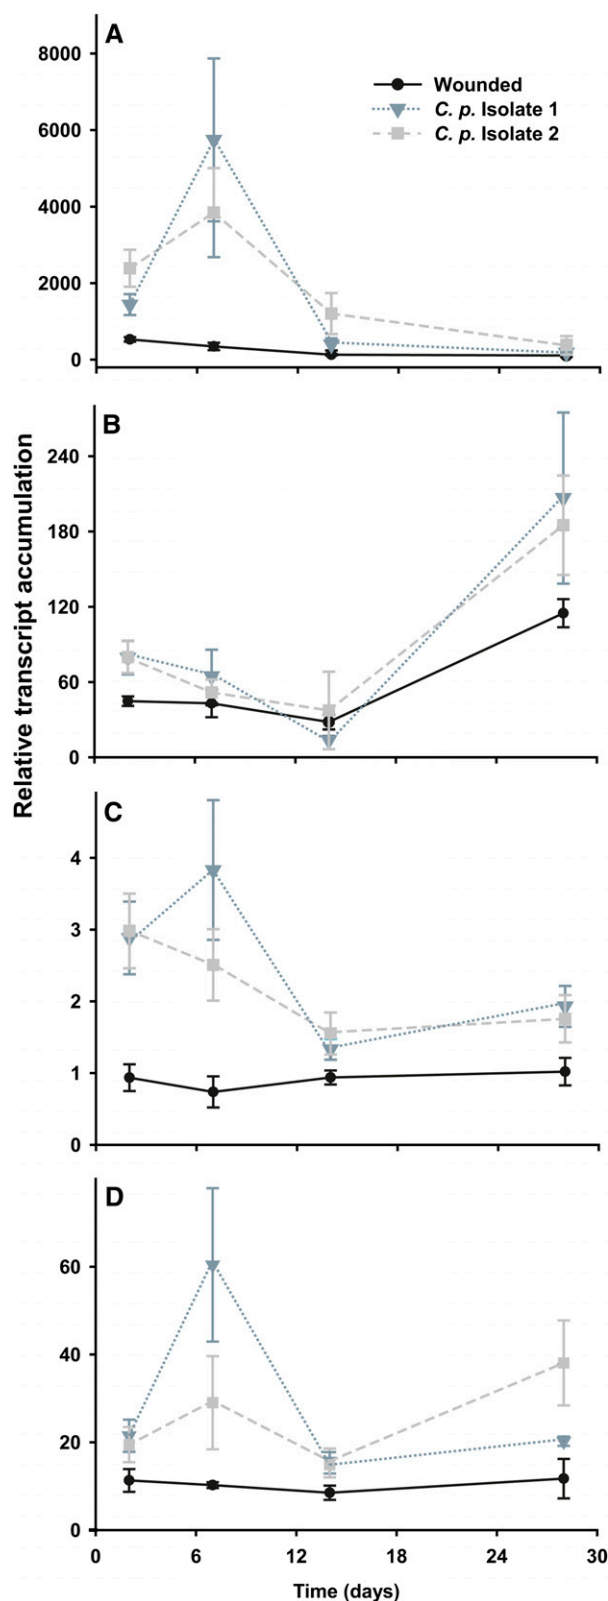 A
8000
6000
4000
2000
0
Wounded
C. p. Isolate 1
C. p. Isolate 2
B
240
180
120
60
0
Relative transcript accumulation
C
4
3
2
1
0
D
60
40
20
0
0 6 12 18 24 30
Time (days)